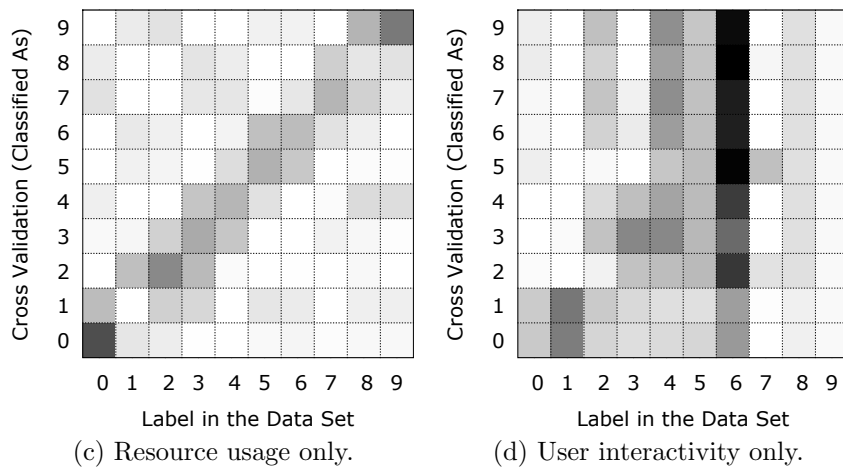 Cross Validation (Classified As)
9
8
7
6
5
4
3
2
1
0
0 1 2 3 4 5 6 7 8 9
Label in the Data Set
(c) Resource usage only.
Cross Validation (Classified As)
9
8
7
6
5
4
3
2
1
0
0 1 2 3 4 5 6 7 8 9
Label in the Data Set
(d) User interactivity only.